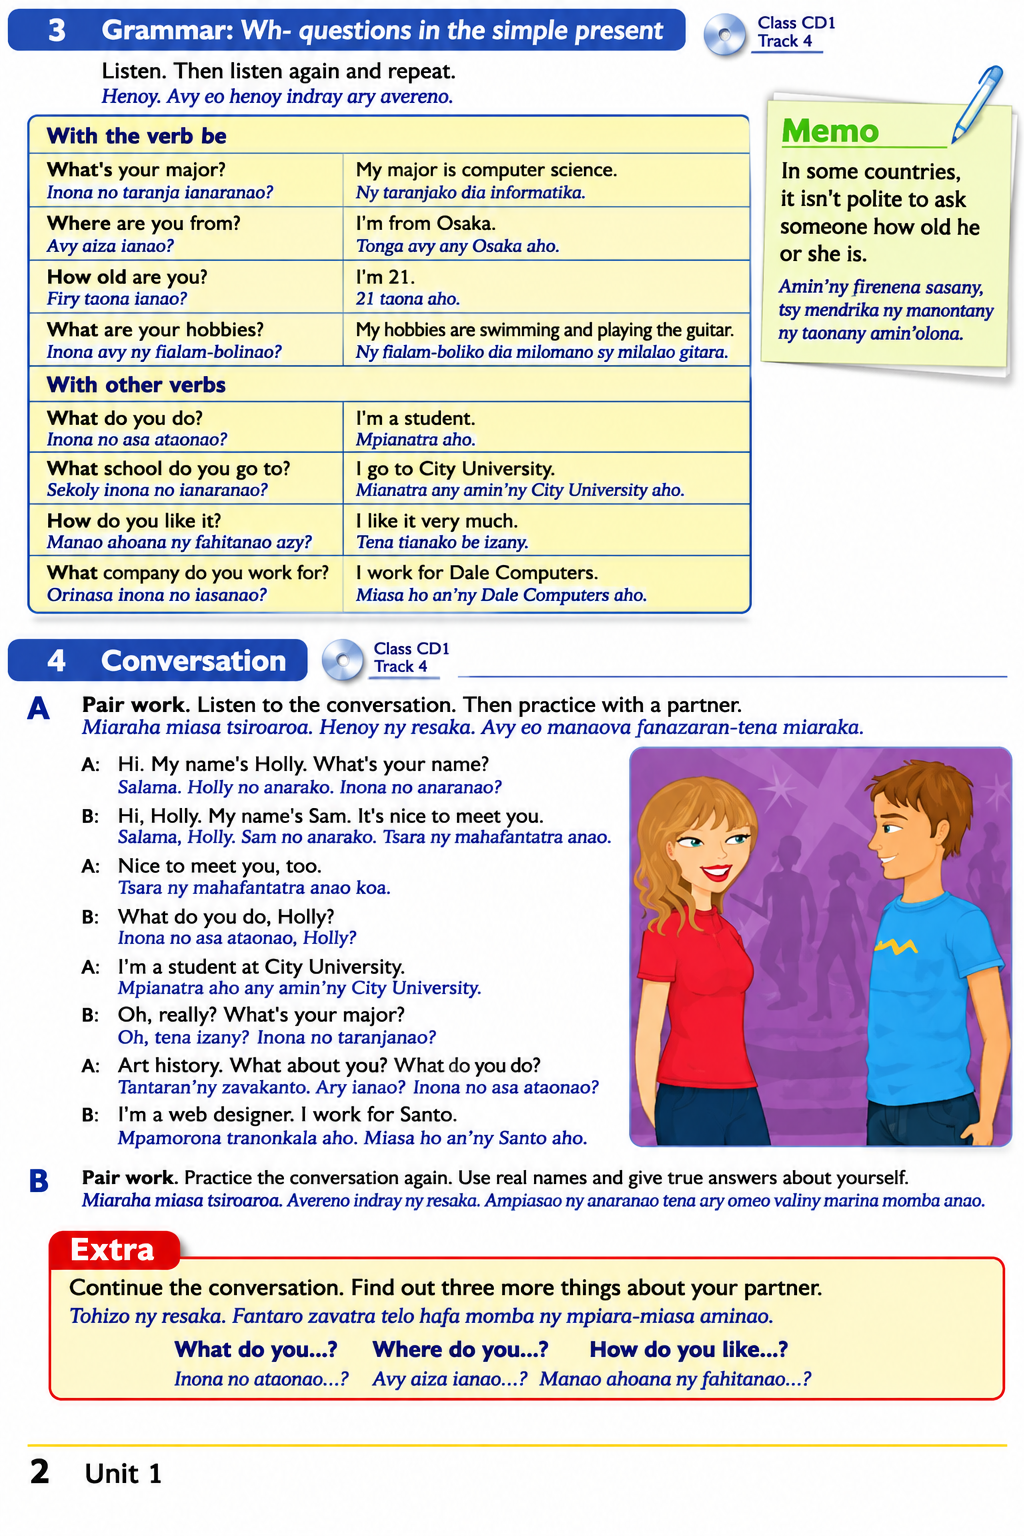 3 Grammar: Wh- questions in the simple present
Class CD1
Track 4
Listen. Then listen again and repeat.
Henoy. Avy eo henoy indray ary avereno.
With the verb be
What's your major? My major is computer science.
Inona no taranja ianaranao? Ny taranjako dia informatika.
Where are you from? I'm from Osaka.
Avy aiza ianao? Tonga avy any Osaka aho.
How old are you? I'm 21.
Firy taona ianao? 21 taona aho.
What are your hobbies? My hobbies are swimming and playing the guitar.
Inona avy ny fialam-bolinao? Ny fialam-boliko dia milomano sy milalao gitara.
With other verbs
What do you do? I'm a student.
Inona no asa ataonao? Mpianatra aho.
What school do you go to? I go to City University.
Sekoly inona no ianaranao? Mianatra any amin'ny City University aho.
How do you like it? I like it very much.
Manao ahoana ny fahitanao azy? Tena tianako be izany.
What company do you work for? I work for Dale Computers.
Orinasa inona no iasanao? Miasa ho an'ny Dale Computers aho.
Memo
In some countries,
it isn't polite to ask
someone how old he
or she is.
Amin'ny firenena sasany,
tsy mendrika ny manontany
ny taonany amin'olona.
4 Conversation
Class CD1
Track 4
A Pair work. Listen to the conversation. Then practice with a partner.
Miaraha miasa tsiroaroa. Henoy ny resaka. Avy eo manaova fanazaran-tena miaraka.
A: Hi. My name's Holly. What's your name?
Salama. Holly no anarako. Inona no anaranao?
B: Hi, Holly. My name's Sam. It's nice to meet you.
Salama, Holly. Sam no anarako. Tsara ny mahafantatra anao.
A: Nice to meet you, too.
Tsara ny mahafantatra anao koa.
B: What do you do, Holly?
Inona no asa ataonao, Holly?
A: I'm a student at City University.
Mpianatra aho any amin'ny City University.
B: Oh, really? What's your major?
Oh, tena izany? Inona no taranjanao?
A: Art history. What about you? What do you do?
Tantaran'ny zavakanto. Ary ianao? Inona no asa ataonao?
B: I'm a web designer. I work for Santo.
Mpamorona tranonkala aho. Miasa ho an'ny Santo aho.
B Pair work. Practice the conversation again. Use real names and give true answers about yourself.
Miaraha miasa tsiroaroa. Avereno indray ny resaka. Ampiasao ny anaranao tena ary omeo valiny marina momba anao.
Extra
Continue the conversation. Find out three more things about your partner.
Tohizo ny resaka. Fantaro zavatra telo hafa momba ny mpiara-miasa aminao.
What do you...? Where do you...? How do you like...?
Inona no ataonao...? Avy aiza ianao...? Manao ahoana ny fahitanao...?
2 Unit 1